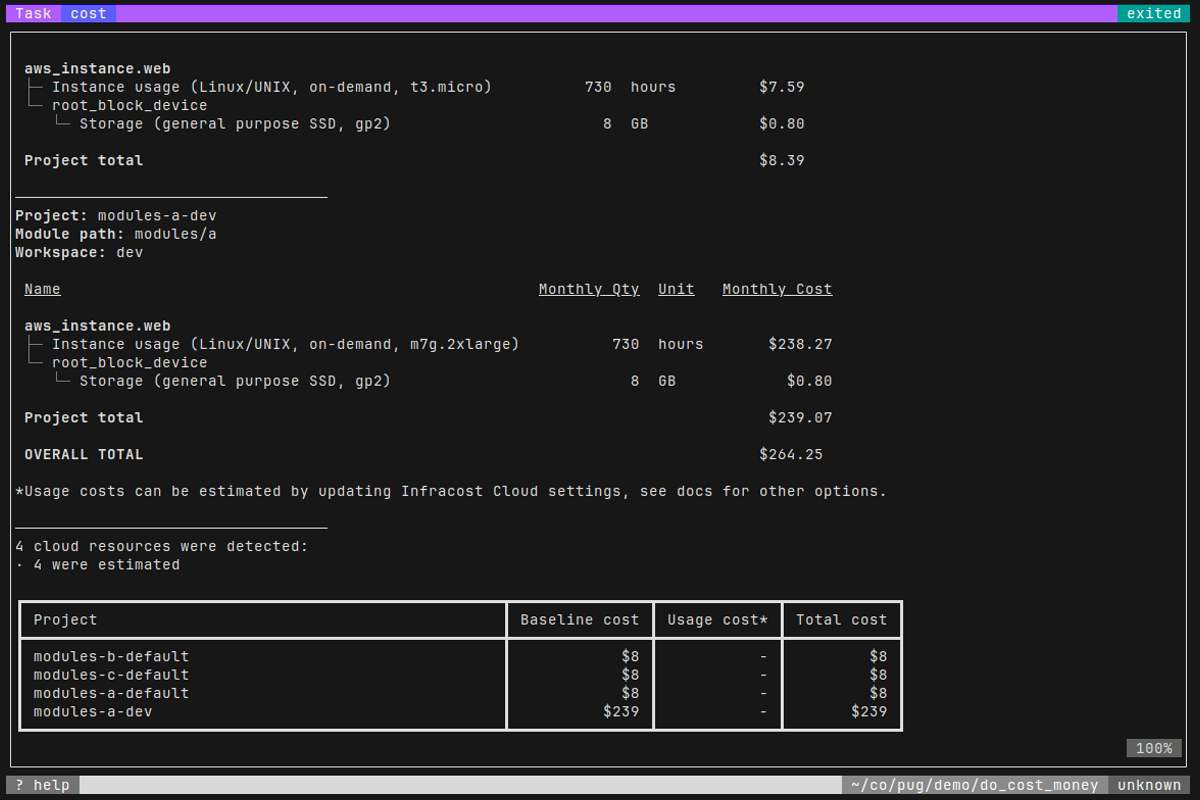 Task cost exited
aws_instance.web
├─ Instance usage (Linux/UNIX, on-demand, t3.micro) 730 hours $7.59
└─ root_block_device
└─ Storage (general purpose SSD, gp2) 8 GB $0.80
Project total $8.39
──────────────────────────────────
Project: modules-a-dev
Module path: modules/a
Workspace: dev
Name Monthly Qty Unit Monthly Cost
aws_instance.web
├─ Instance usage (Linux/UNIX, on-demand, m7g.2xlarge) 730 hours $238.27
└─ root_block_device
└─ Storage (general purpose SSD, gp2) 8 GB $0.80
Project total $239.07
OVERALL TOTAL $264.25
*Usage costs can be estimated by updating Infracost Cloud settings, see docs for other options.
──────────────────────────────────
4 cloud resources were detected:
∙ 4 were estimated
Project Baseline cost Usage cost* Total cost
modules-b-default $8 - $8
modules-c-default $8 - $8
modules-a-default $8 - $8
modules-a-dev $239 - $239
100%
? help ~/co/pug/demo/do_cost_money unknown